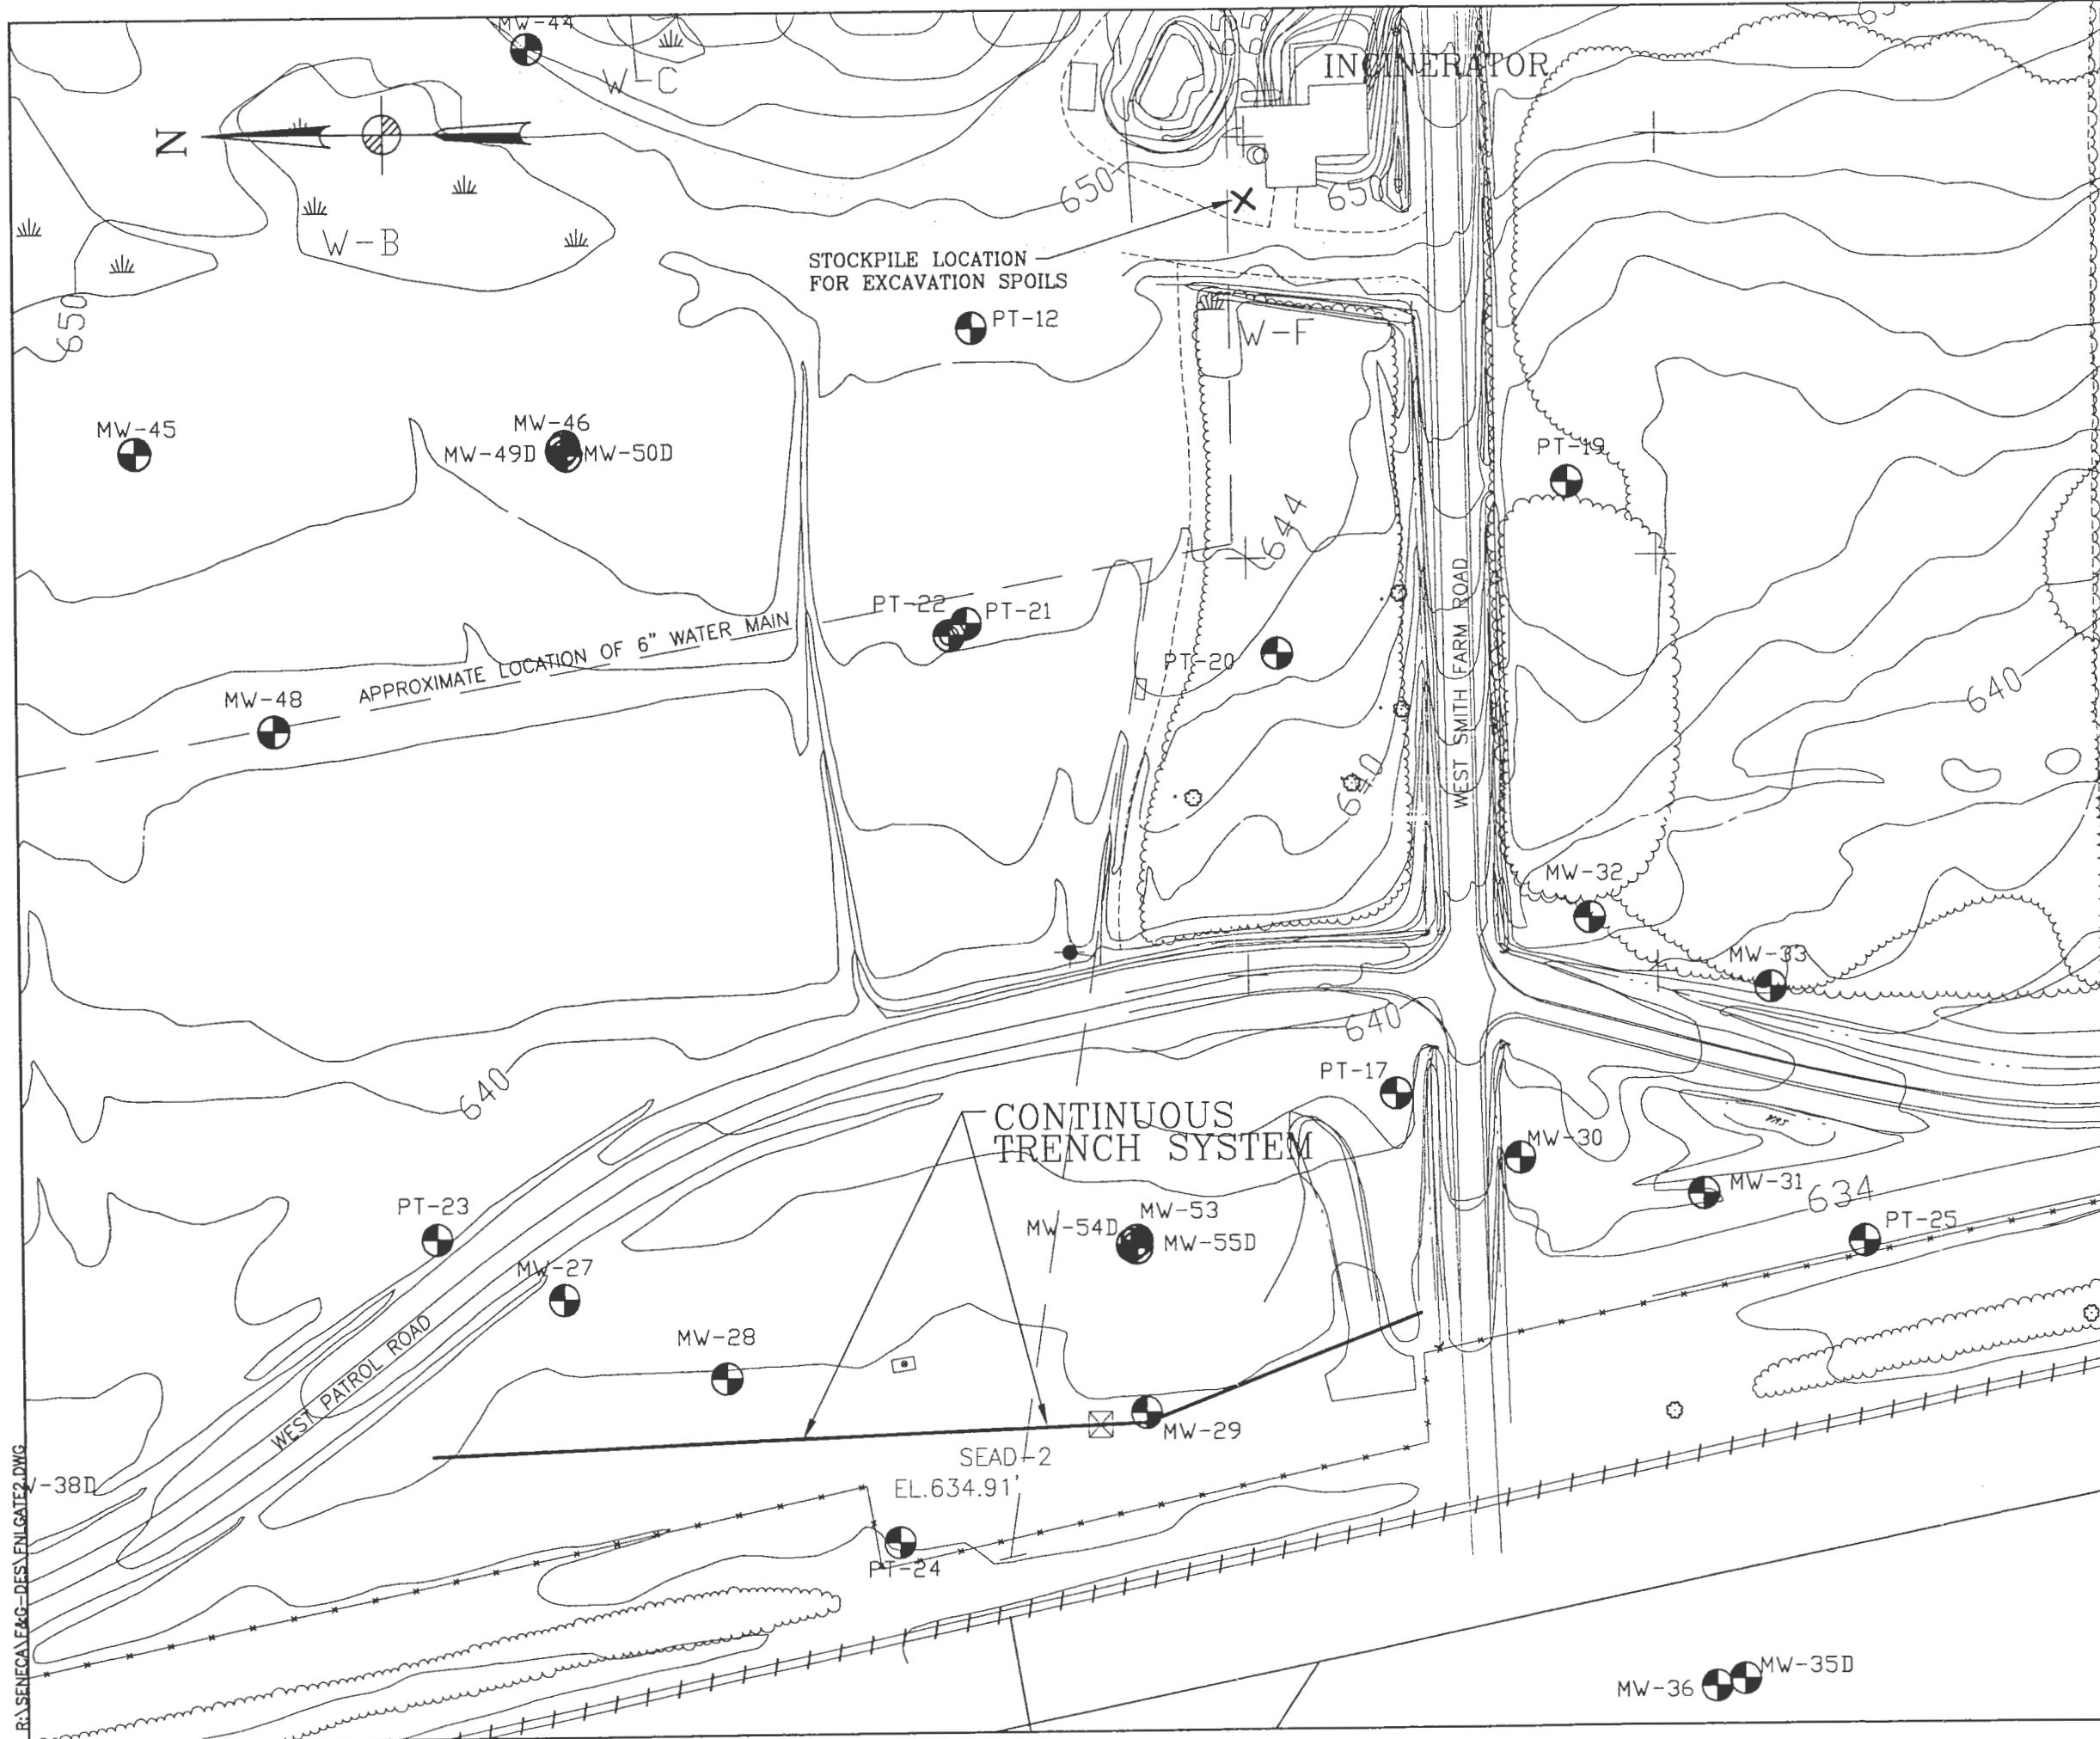 MW-44
W-C
INCINERATOR
N
650
650
W-B
STOCKPILE LOCATION
FOR EXCAVATION SPOILS
650
PT-12
W-F
MW-45
MW-46
MW-49D
MW-50D
PT-19
644
PT-22
PT-21
APPROXIMATE LOCATION OF 6" WATER MAIN
PT-20
WEST SMITH FARM ROAD
MW-48
640
640
MW-32
MW-33
640
640
PT-17
CONTINUOUS
TRENCH SYSTEM
MW-30
MW-31
634
PT-23
MW-53
MW-54D
MW-55D
PT-25
MW-27
WEST PATROL ROAD
MW-28
MW-29
SEAD-2
EL.634.91'
-38D
PT-24
MW-36
MW-35D
R:\SENECA\F&G-DES\FNLGATE2.DWG